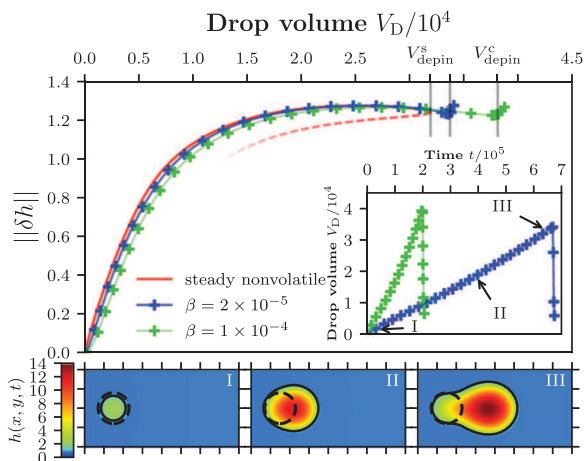 Drop volume V_D/10^4
0.0 0.5 1.0 1.5 2.0 2.5 V^s_depin V^c_depin 4.5
1.4
1.2
1.0
0.8
0.6
0.4
0.2
0.0
||δh||
steady nonvolatile
β = 2 × 10^-5
β = 1 × 10^-4
Time t/10^5
0 1 2 3 4 5 6 7
Drop volume V_D/10^4
4
3
2
1
0
III
II
I
h(x, y, t)
14
12
10
8
6
4
2
0
I
II
III